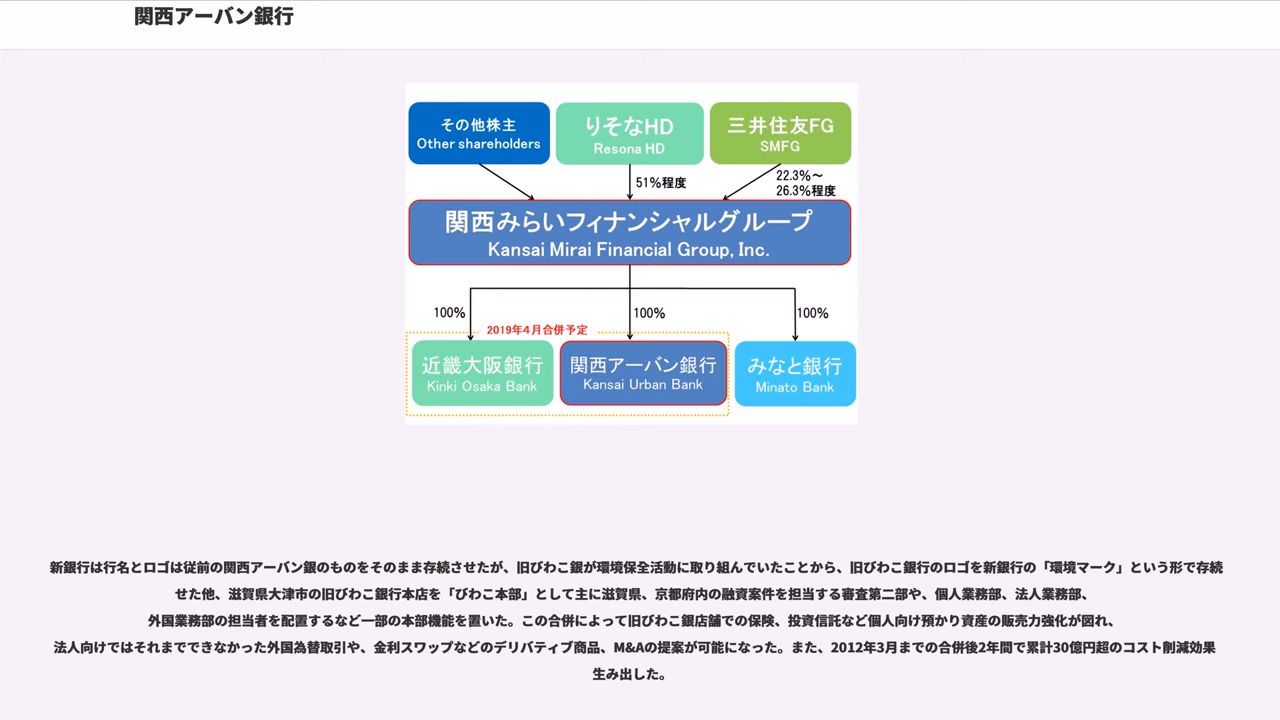 関西アーバン銀行
その他株主
Other shareholders
りそなHD
Resona HD
三井住友FG
SMFG
51%程度
22.3%～
26.3%程度
関西みらいフィナンシャルグループ
Kansai Mirai Financial Group, Inc.
100%
100%
100%
2019年4月合併予定
近畿大阪銀行
Kinki Osaka Bank
関西アーバン銀行
Kansai Urban Bank
みなと銀行
Minato Bank
新銀行は行名とロゴは従前の関西アーバン銀のものをそのまま存続させたが、旧びわこ銀が環境保全活動に取り組んでいたことから、旧びわこ銀行のロゴを新銀行の「環境マーク」という形で存続
せた他、滋賀県大津市の旧びわこ銀行本店を「びわこ本部」として主に滋賀県、京都府内の融資案件を担当する審査第二部や、個人業務部、法人業務部、
外国業務部の担当者を配置するなど一部の本部機能を置いた。この合併によって旧びわこ銀店舗での保険、投資信託など個人向け預かり資産の販売力強化が図れ、
法人向けではそれまでできなかった外国為替取引や、金利スワップなどのデリバティブ商品、M&Aの提案が可能になった。また、2012年3月までの合併後2年間で累計30億円超のコスト削減効果
生み出した。